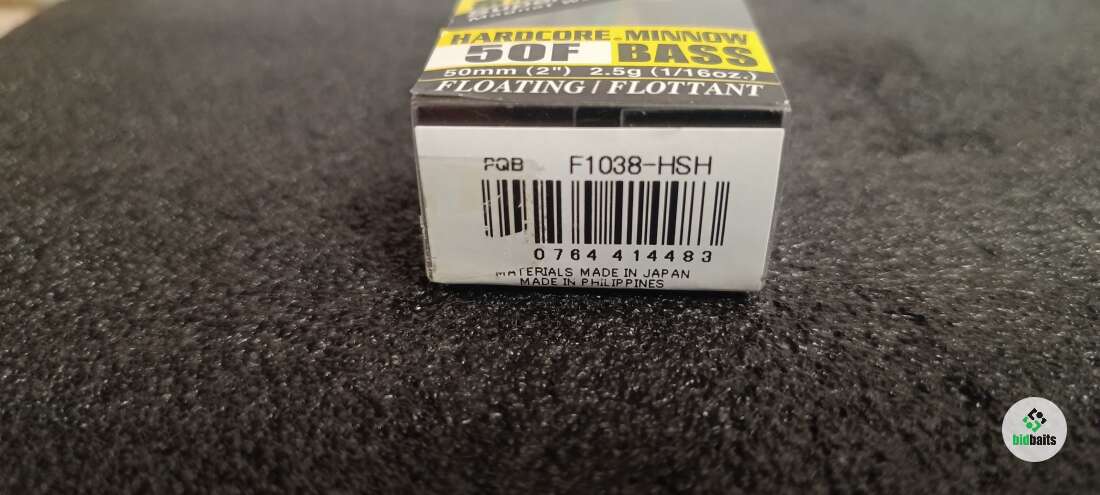 HARDCORE MINNOW
50F BASS
50mm (2") 2.5g (1/16oz.)
FLOATING / FLOTTANT
PQB F1038-HSH
0764 414483
MATERIALS MADE IN JAPAN
MADE IN PHILIPPINES
bidbaits